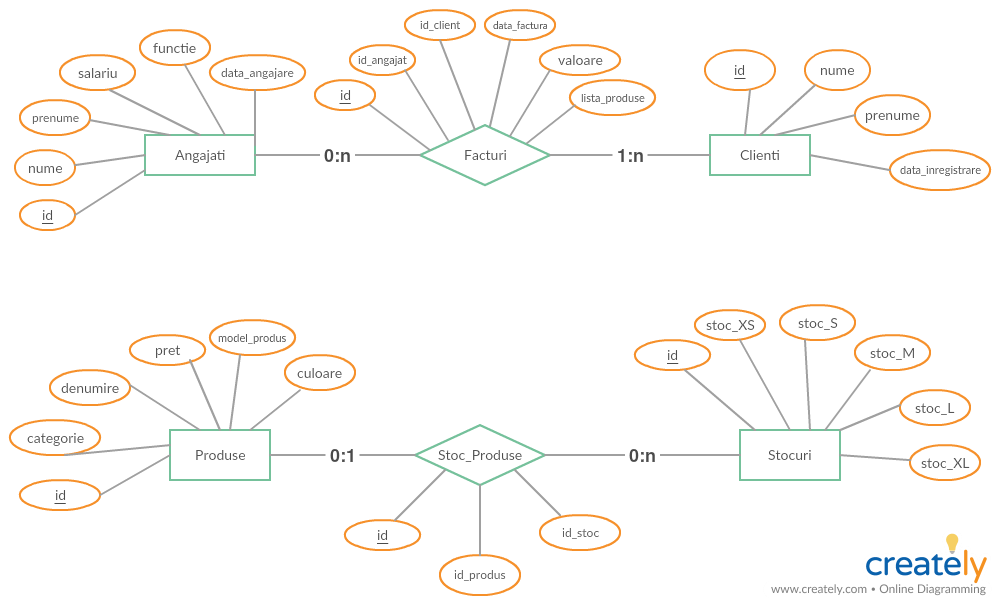 id_client
data_factura
functie
id_angajat
valoare
salariu
data_angajare
id
nume
id
lista_produse
prenume
prenume
Angajati
0:n
Facturi
1:n
Clienti
nume
data_inregistrare
id
stoc_XS
stoc_S
model_produs
pret
id
stoc_M
culoare
denumire
stoc_L
categorie
Produse
0:1
Stoc_Produse
0:n
Stocuri
stoc_XL
id
id
id_stoc
id_produs
creately
www.creately.com • Online Diagramming